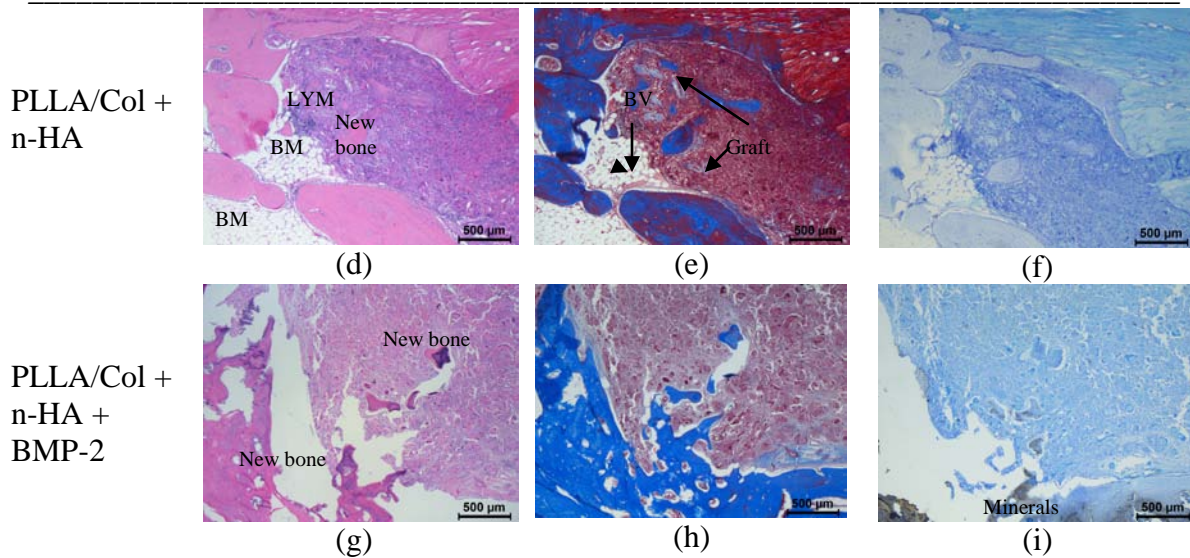 PLLA/Col +
n-HA
LYM
New
bone
BM
BM
500 µm
BV
Graft
500 µm
500 µm
(d)
(e)
(f)
PLLA/Col +
n-HA +
BMP-2
New bone
New bone
500 µm
500 µm
Minerals
500 µm
(g)
(h)
(i)